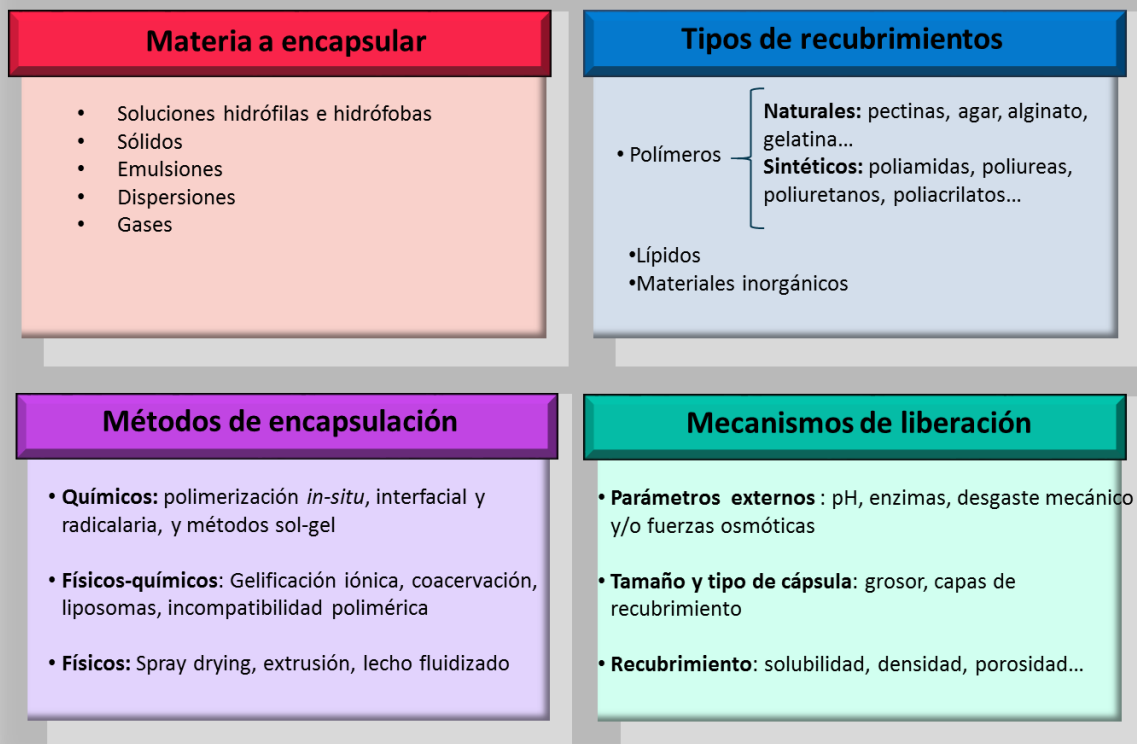 Materia a encapsular
• Soluciones hidrófilas e hidrófobas
• Sólidos
• Emulsiones
• Dispersiones
• Gases
Tipos de recubrimientos
• Polímeros
Naturales: pectinas, agar, alginato,
gelatina...
Sintéticos: poliamidas, poliureas,
poliuretanos, poliacrilatos...
•Lípidos
•Materiales inorgánicos
Métodos de encapsulación
• Químicos: polimerización in-situ, interfacial y
radicalaria, y métodos sol-gel
• Físicos-químicos: Gelificación iónica, coacervación,
liposomas, incompatibilidad polimérica
• Físicos: Spray drying, extrusión, lecho fluidizado
Mecanismos de liberación
• Parámetros externos : pH, enzimas, desgaste mecánico
y/o fuerzas osmóticas
• Tamaño y tipo de cápsula: grosor, capas de
recubrimiento
• Recubrimiento: solubilidad, densidad, porosidad...